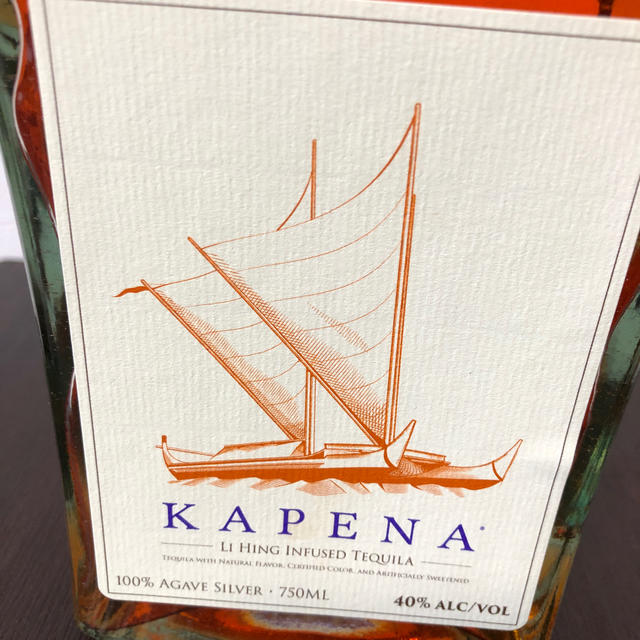 KAPENA®
LI HING INFUSED TEQUILA
TEQUILA WITH NATURAL FLAVOR, CERTIFIED COLOR, AND ARTIFICIALLY SWEETENED
100% AGAVE SILVER · 750ML 40% ALC/VOL